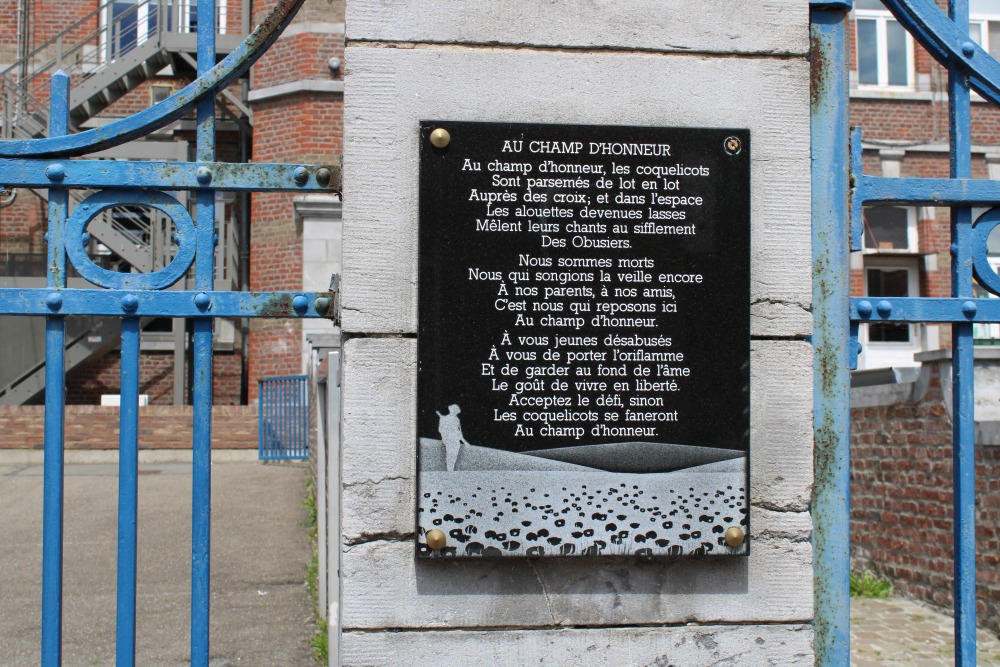 AU CHAMP D'HONNEUR
Au champ d'honneur, les coquelicots
Sont parsemés de lot en lot
Auprès des croix; et dans l'espace
Les alouettes devenues lasses
Mêlent leurs chants au sifflement
Des Obusiers.
Nous sommes morts
Nous qui songions la veille encore
À nos parents, à nos amis,
C'est nous qui reposons ici
Au champ d'honneur.
À vous jeunes désabusés
À vous de porter l'oriflamme
Et de garder au fond de l'âme
Le goût de vivre en liberté.
Acceptez le défi, sinon
Les coquelicots se faneront
Au champ d'honneur.